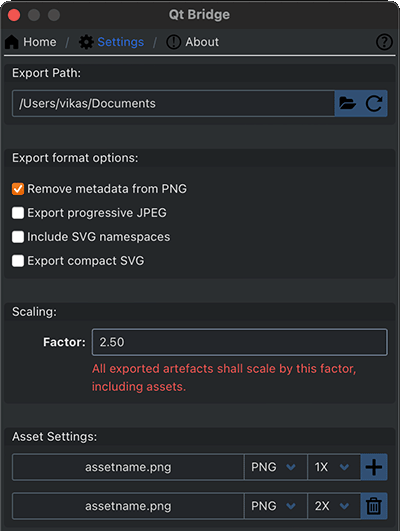 Qt Bridge
Home / Settings / About
Export Path:
/Users/vikas/Documents
Export format options:
Remove metadata from PNG
Export progressive JPEG
Include SVG namespaces
Export compact SVG
Scaling:
Factor: 2.50
All exported artefacts shall scale by this factor,
including assets.
Asset Settings:
assetname.png PNG 1X
assetname.png PNG 2X